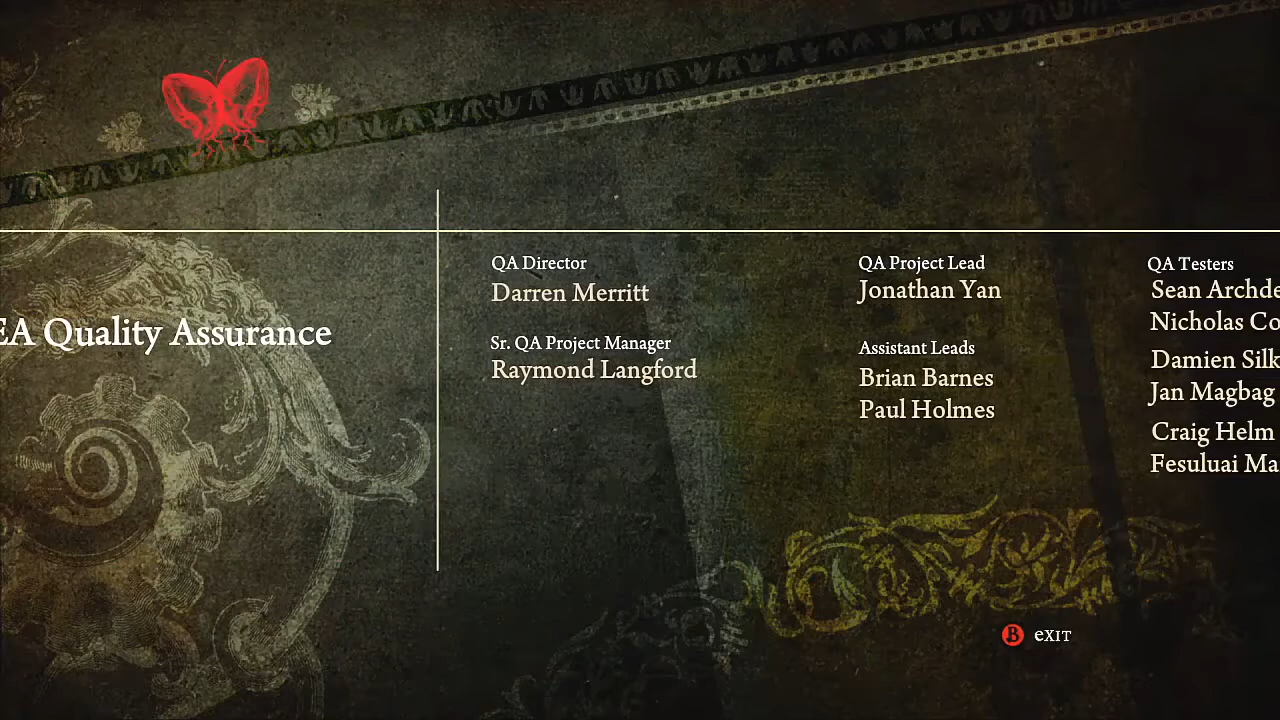 EA Quality Assurance
QA Director
Darren Merritt
Sr. QA Project Manager
Raymond Langford
QA Project Lead
Jonathan Yan
Assistant Leads
Brian Barnes
Paul Holmes
QA Testers
Sean
Nicholas
Damien
Jan Magbag
Craig Helm
Fesuluai
B eXIT